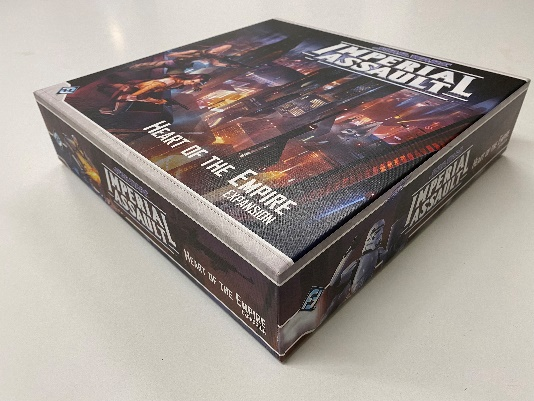 IMPERIAL
ASSAULT
HEART OF THE EMPIRE
EXPANSION
IMPERIAL
ASSAULT
HEART OF THE EMPIRE
IMPERIAL
ASSAULT